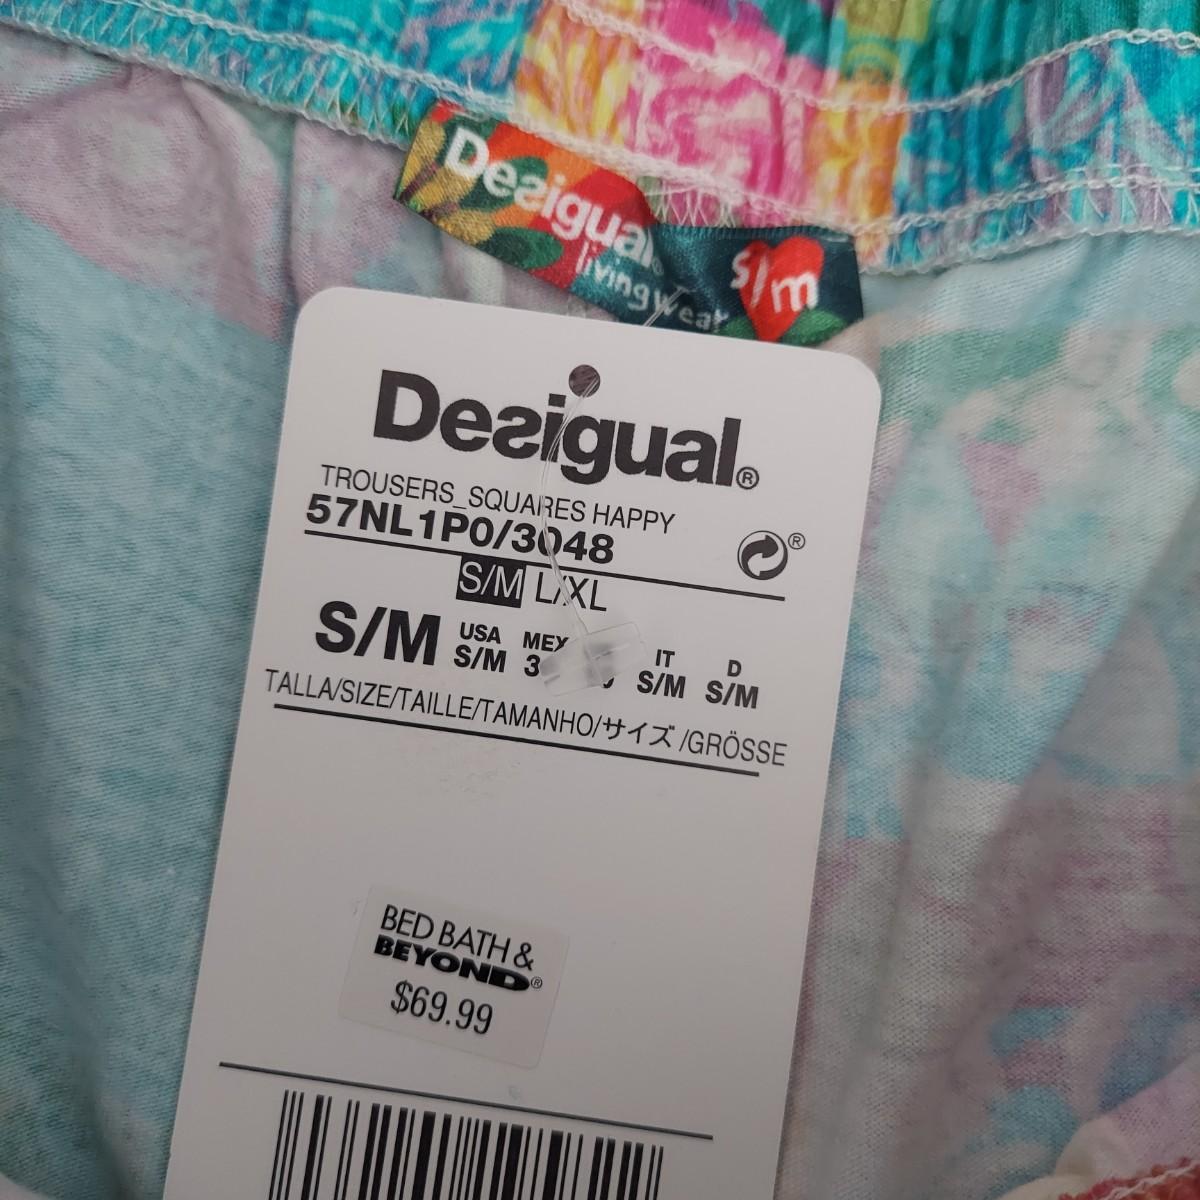 Desigual
living wear
s/m
Desigual®
TROUSERS_SQUARES HAPPY
57NL1P0/3048
®
S/M L/XL
S/M USA MEX IT D
S/M S/M S/M
TALLA/SIZE/TAILLE/TAMANHO/サイズ/GRÖSSE
BED BATH &
BEYOND®
$69.99